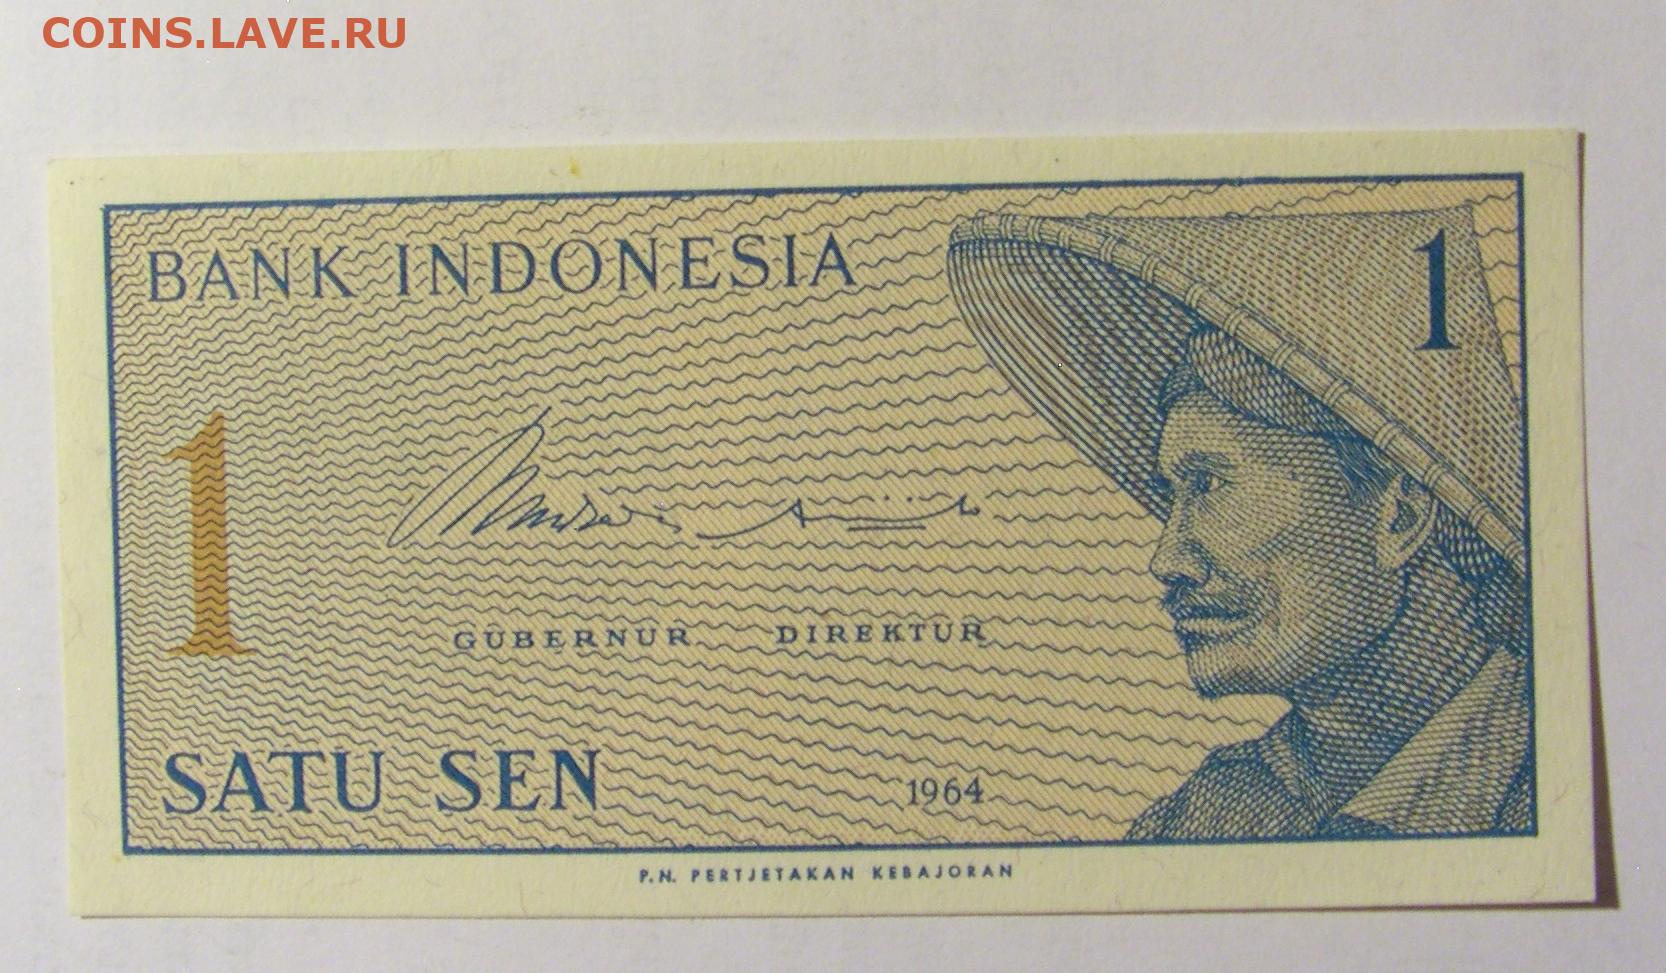 COINS.LAVE.RU
BANK INDONESIA
1
1
GUBERNUR DIREKTUR
SATU SEN
1964
P.N. PERTJETAKAN KEBAJORAN